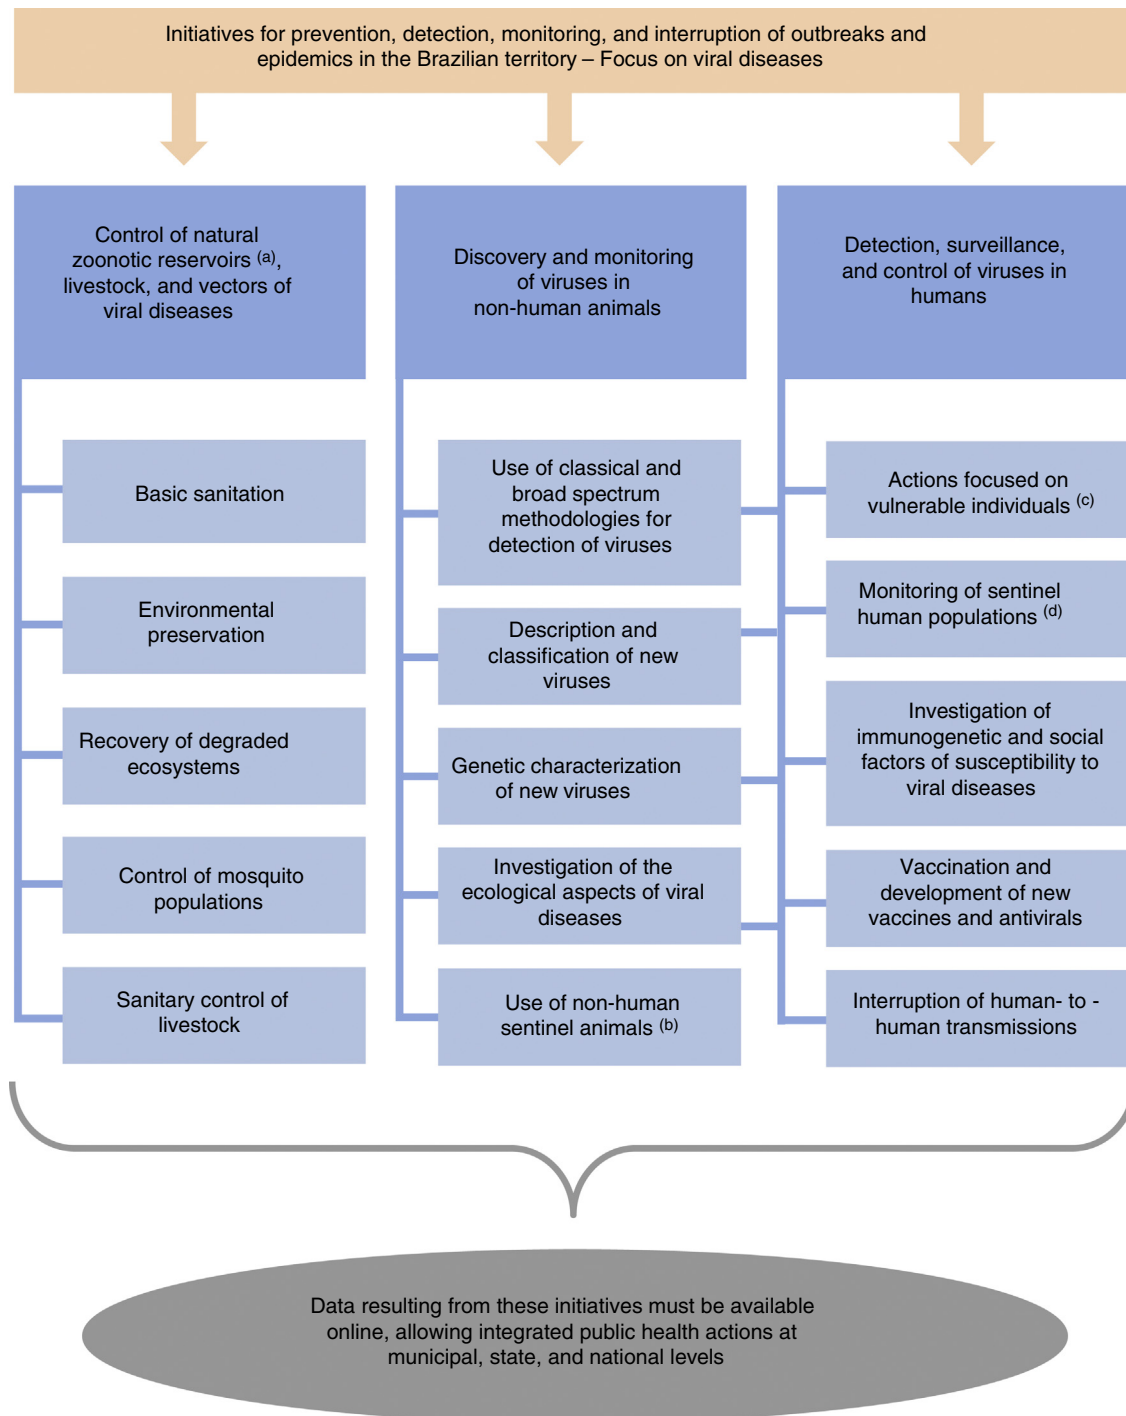 Initiatives for prevention, detection, monitoring, and interruption of outbreaks and
epidemics in the Brazilian territory – Focus on viral diseases
Control of natural
zoonotic reservoirs (a),
livestock, and vectors of
viral diseases
Basic sanitation
Environmental
preservation
Recovery of degraded
ecosystems
Control of mosquito
populations
Sanitary control of
livestock
Discovery and monitoring
of viruses in
non-human animals
Use of classical and
broad spectrum
methodologies for
detection of viruses
Description and
classification of new
viruses
Genetic characterization
of new viruses
Investigation of the
ecological aspects of viral
diseases
Use of non-human
sentinel animals (b)
Detection, surveillance,
and control of viruses in
humans
Actions focused on
vulnerable individuals (c)
Monitoring of sentinel
human populations (d)
Investigation of
immunogenetic and social
factors of susceptibility to
viral diseases
Vaccination and
development of new
vaccines and antivirals
Interruption of human- to -
human transmissions
Data resulting from these initiatives must be available
online, allowing integrated public health actions at
municipal, state, and national levels